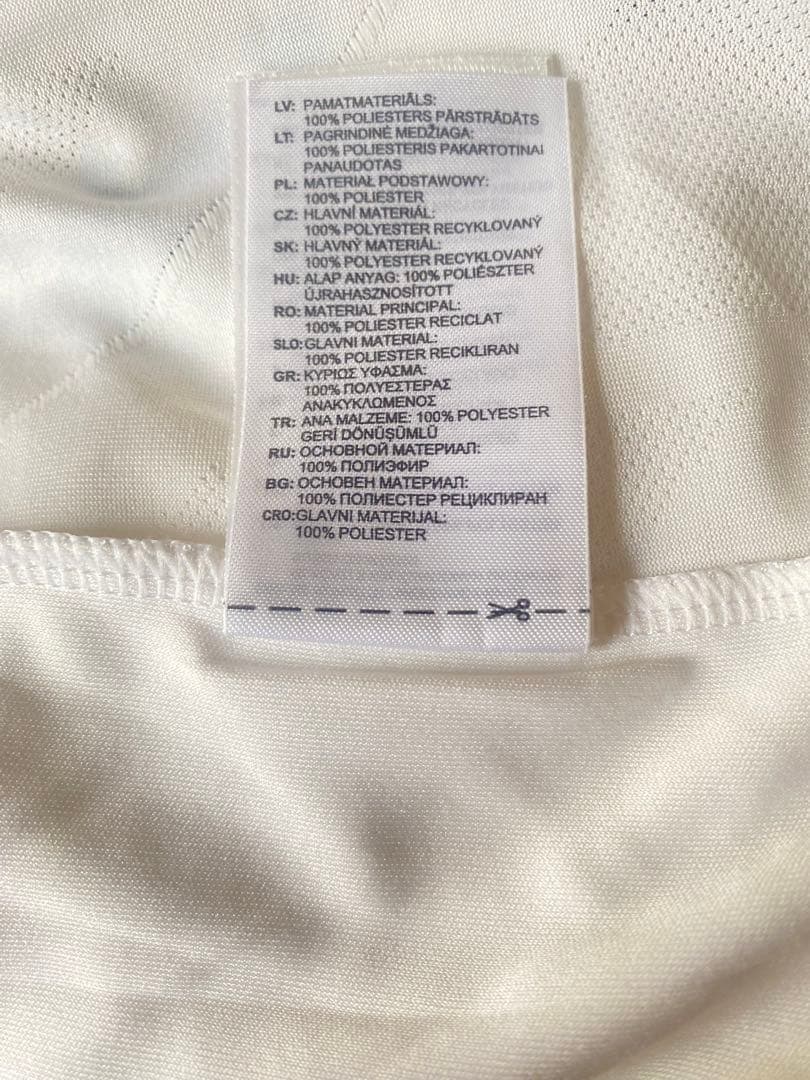 LV: PAMATMATERIĀLS:
100% POLIESTERS PĀRSTRĀDĀTS
LT: PAGRINDINĖ MEDŽIAGA:
100% POLIESTERIS PAKARTOTINAI
PANAUDOTAS
PL: MATERIAŁ PODSTAWOWY:
100% POLIESTER
CZ: HLAVNÍ MATERIÁL:
100% POLYESTER RECYKLOVANÝ
SK: HLAVNÝ MATERIÁL:
100% POLYESTER RECYKLOVANÝ
HU: ALAP ANYAG: 100% POLIÉSZTER
ÚJRAHASZNOSÍTOTT
RO: MATERIAL PRINCIPAL:
100% POLIESTER RECICLAT
SLO: GLAVNI MATERIAL:
100% POLIESTER RECIKLIRAN
GR: ΚΥΡΙΩΣ ΥΦΑΣΜΑ:
100% ΠΟΛΥΕΣΤΕΡΑΣ
ΑΝΑΚΥΚΛΩΜΕΝΟΣ
TR: ANA MALZEME: 100% POLYESTER
GERİ DÖNÜŞÜMLÜ
RU: ОСНОВНОЙ МАТЕРИАЛ:
100% ПОЛИЭФИР
BG: ОСНОВЕН МАТЕРИАЛ:
100% ПОЛИЕСТЕР РЕЦИКЛИРАН
CRO: GLAVNI MATERIJAL:
100% POLIESTER